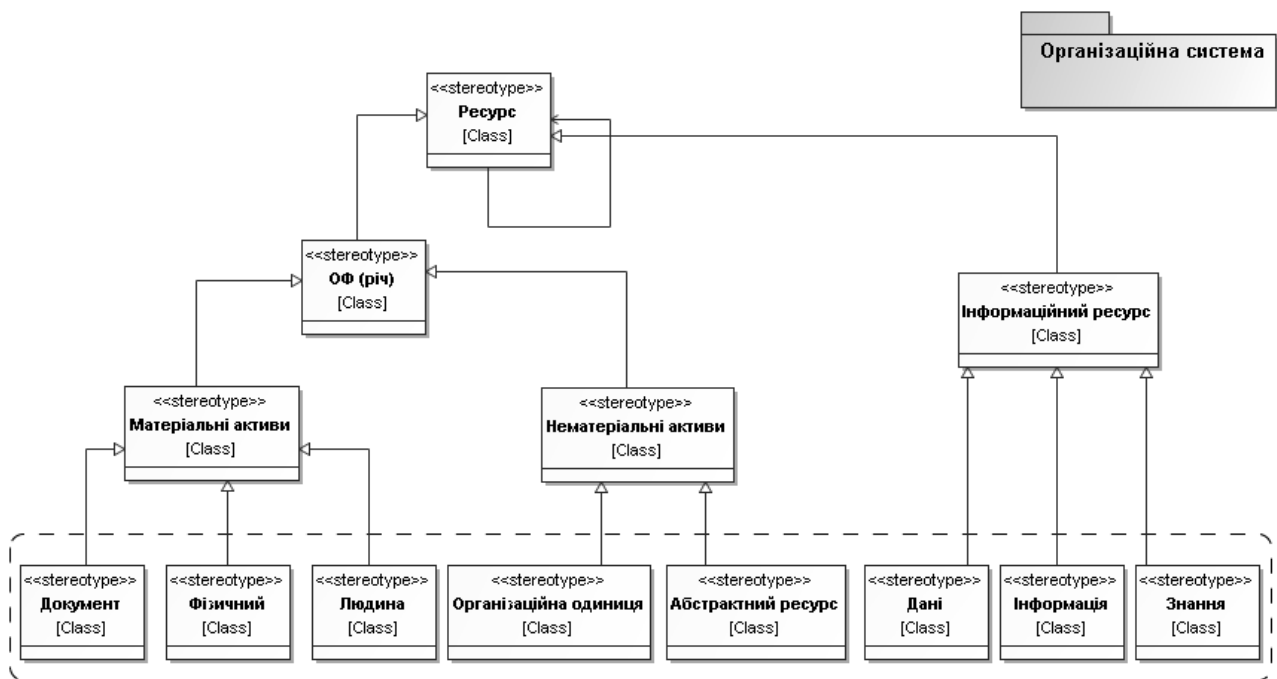 Організаційна система
<<stereotype>>
Ресурс
[Class]
<<stereotype>>
ОФ (річ)
[Class]
<<stereotype>>
Інформаційний ресурс
[Class]
<<stereotype>>
Матеріальні активи
[Class]
<<stereotype>>
Нематеріальні активи
[Class]
<<stereotype>>
Документ
[Class]
<<stereotype>>
Фізичний
[Class]
<<stereotype>>
Людина
[Class]
<<stereotype>>
Організаційна одиниця
[Class]
<<stereotype>>
Абстрактний ресурс
[Class]
<<stereotype>>
Дані
[Class]
<<stereotype>>
Інформація
[Class]
<<stereotype>>
Знання
[Class]